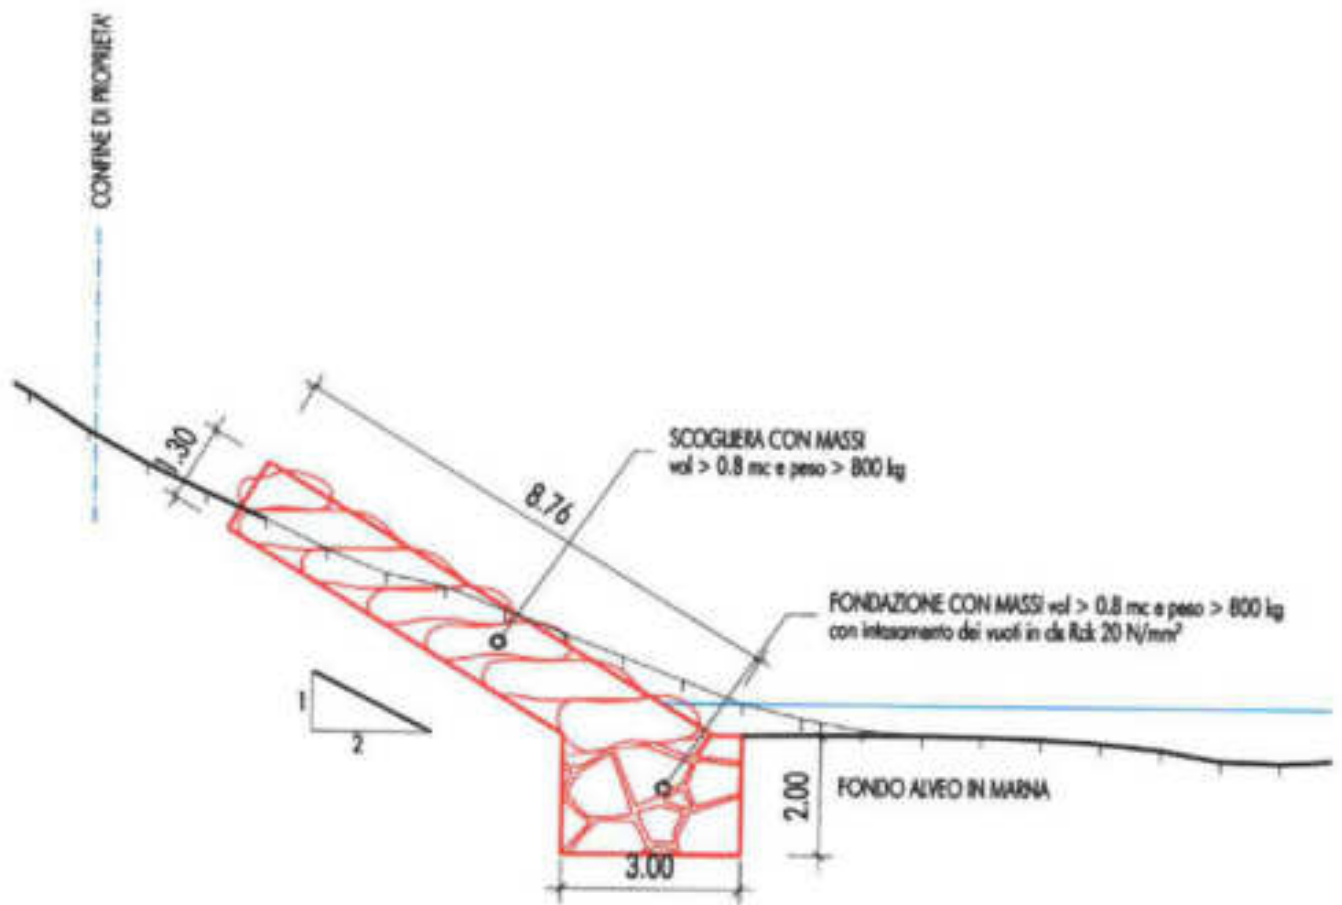 CONFINE DI PROPRIETA'
1.30
8.76
SCOGLIERA CON MASSI
vol > 0.8 mc e peso > 800 kg
FONDAZIONE CON MASSI vol > 0.8 mc e peso > 800 kg
con intasamento dei vuoti in cls Rck 20 N/mm²
1
2
2.00
FONDO ALVEO IN MARNA
3.00